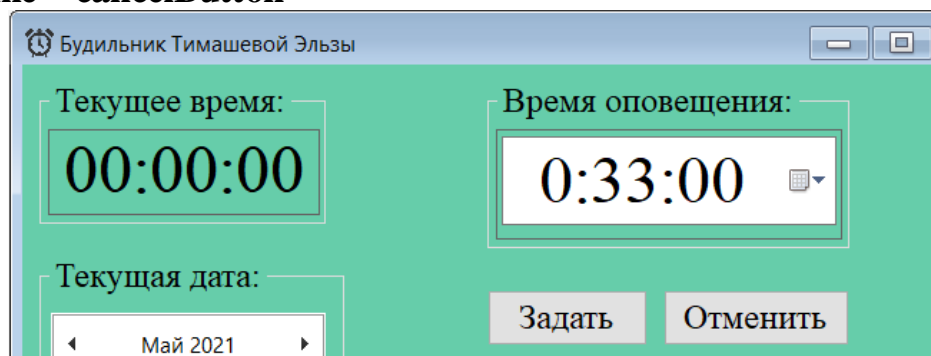 Будильник Тимашевой Эльзы
Текущее время:
00:00:00
Время оповещения:
0:33:00
Текущая дата:
Задать
Отменить
Май 2021